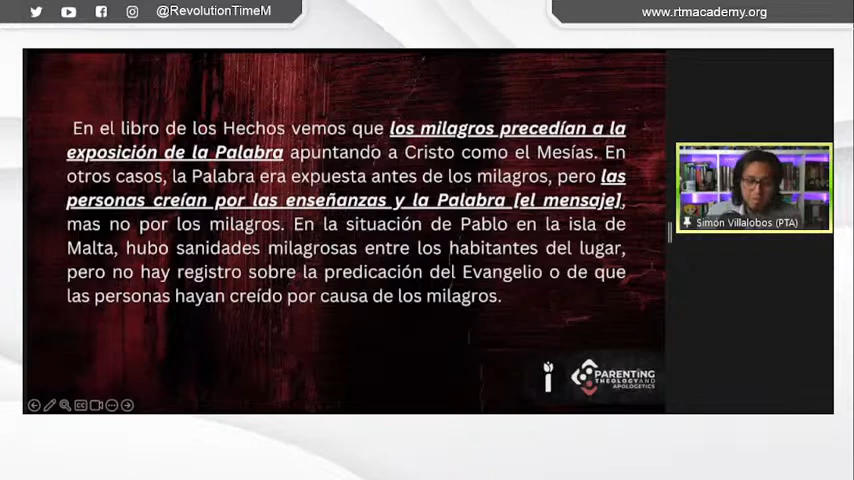 @RevolutionTimeM
www.rtmacademy.org
En el libro de los Hechos vemos que los milagros precedían a la
exposición de la Palabra apuntando a Cristo como el Mesías. En
otros casos, la Palabra era expuesta antes de los milagros, pero las
personas creían por las enseñanzas y la Palabra [el mensaje],
mas no por los milagros. En la situación de Pablo en la isla de
Malta, hubo sanidades milagrosas entre los habitantes del lugar,
pero no hay registro sobre la predicación del Evangelio o de que
las personas hayan creído por causa de los milagros.
Simón Villalobos (PTA)
PARENTING
THEOLOGY AND
APOLOGETICS